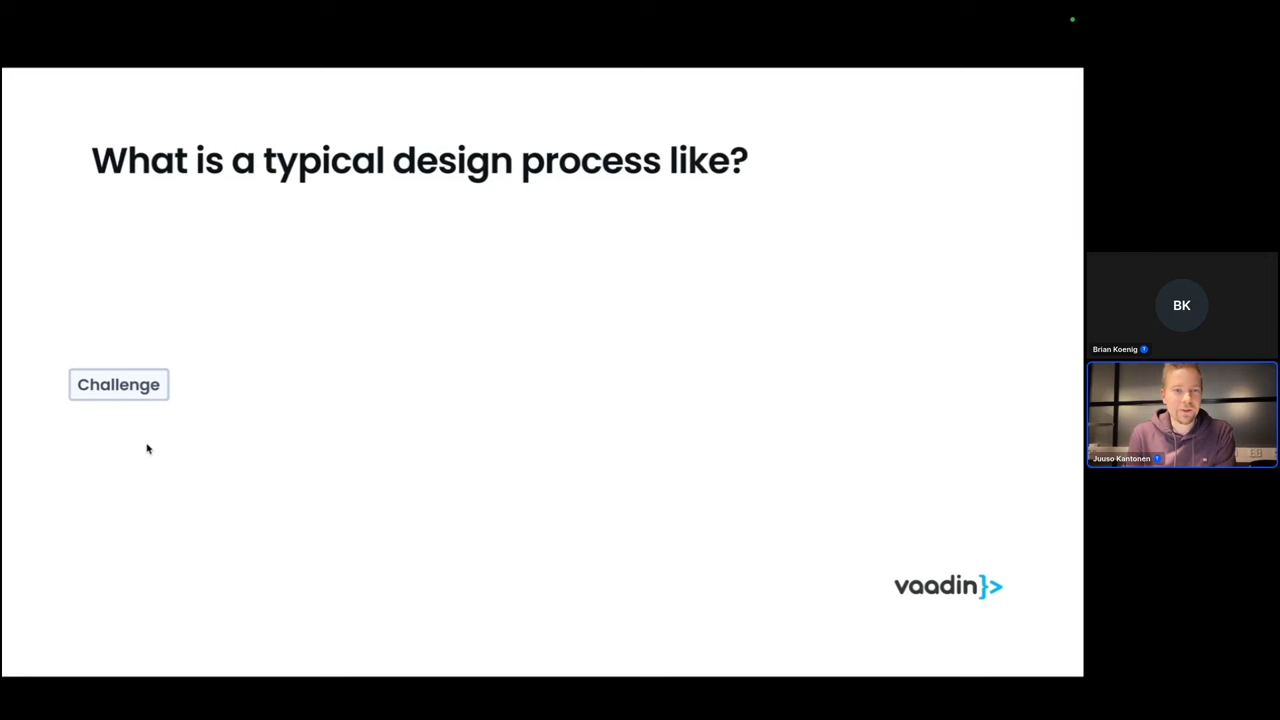 What is a typical design process like?
Challenge
vaadin}>
BK
Brian Koenig
Juuso Kantonen